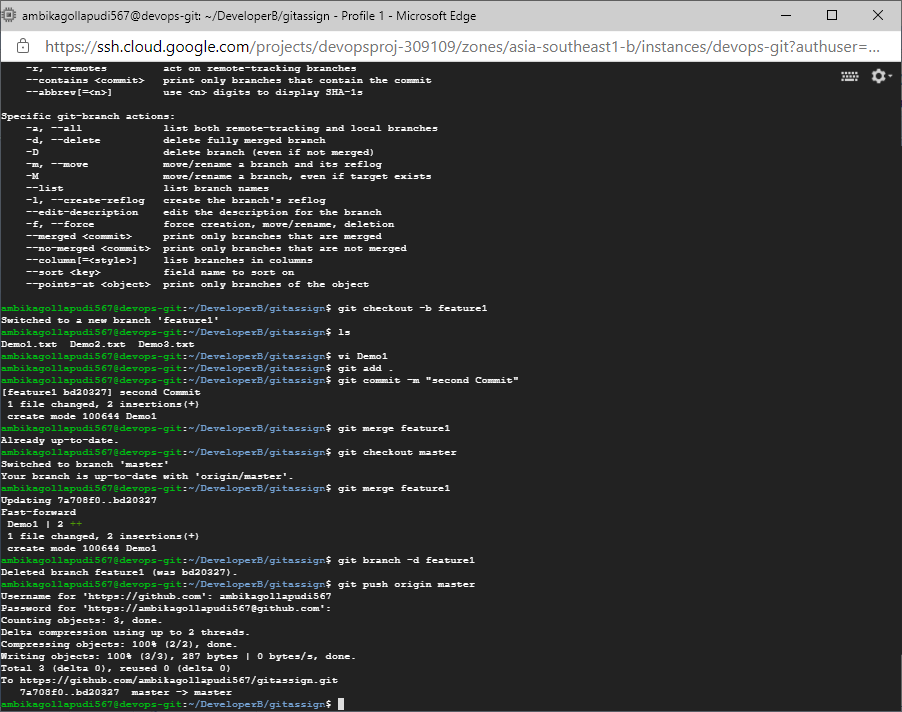 ambikagollapudi567@devops-git: ~/DeveloperB/gitassign - Profile 1 - Microsoft Edge
https://ssh.cloud.google.com/projects/devopsproj-309109/zones/asia-southeast1-b/instances/devops-git?authuser=...
-r, --remotes         act on remote-tracking branches
--contains <commit>   print only branches that contain the commit
--abbrev[=<n>]        use <n> digits to display SHA-1s
Specific git-branch actions:
-a, --all             list both remote-tracking and local branches
-d, --delete          delete fully merged branch
-D                    delete branch (even if not merged)
-m, --move            move/rename a branch and its reflog
-M                    move/rename a branch, even if target exists
--list                list branch names
-l, --create-reflog   create the branch's reflog
--edit-description    edit the description for the branch
-f, --force           force creation, move/rename, deletion
--merged <commit>     print only branches that are merged
--no-merged <commit>  print only branches that are not merged
--column[=<style>]    list branches in columns
--sort <key>          field name to sort on
--points-at <object>  print only branches of the object
ambikagollapudi567@devops-git:~/DeveloperB/gitassign$ git checkout -b feature1
Switched to a new branch 'feature1'
ambikagollapudi567@devops-git:~/DeveloperB/gitassign$ ls
Demo1.txt  Demo2.txt  Demo3.txt
ambikagollapudi567@devops-git:~/DeveloperB/gitassign$ vi Demo1
ambikagollapudi567@devops-git:~/DeveloperB/gitassign$ git add .
ambikagollapudi567@devops-git:~/DeveloperB/gitassign$ git commit -m "second Commit"
[feature1 bd20327] second Commit
1 file changed, 2 insertions(+)
create mode 100644 Demo1
ambikagollapudi567@devops-git:~/DeveloperB/gitassign$ git merge feature1
Already up-to-date.
ambikagollapudi567@devops-git:~/DeveloperB/gitassign$ git checkout master
Switched to branch 'master'
Your branch is up-to-date with 'origin/master'.
ambikagollapudi567@devops-git:~/DeveloperB/gitassign$ git merge feature1
Updating 7a708f0..bd20327
Fast-forward
Demo1 | 2 ++
1 file changed, 2 insertions(+)
create mode 100644 Demo1
ambikagollapudi567@devops-git:~/DeveloperB/gitassign$ git branch -d feature1
Deleted branch feature1 (was bd20327).
ambikagollapudi567@devops-git:~/DeveloperB/gitassign$ git push origin master
Username for 'https://github.com': ambikagollapudi567
Password for 'https://ambikagollapudi567@github.com':
Counting objects: 3, done.
Delta compression using up to 2 threads.
Compressing objects: 100% (2/2), done.
Writing objects: 100% (3/3), 287 bytes | 0 bytes/s, done.
Total 3 (delta 0), reused 0 (delta 0)
To https://github.com/ambikagollapudi567/gitassign.git
7a708f0..bd20327  master -> master
ambikagollapudi567@devops-git:~/DeveloperB/gitassign$